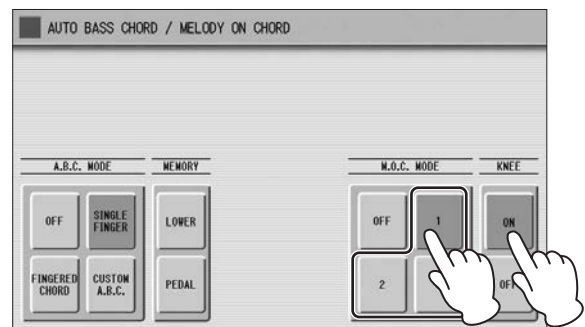 AUTO BASS CHORD / MELODY ON CHORD
A.B.C. MODE MEMORY M.O.C. MODE KNEE
OFF SINGLE FINGER LOWER OFF 1 ON
FINGERED CHORD CUSTOM A.B.C. PEDAL 2